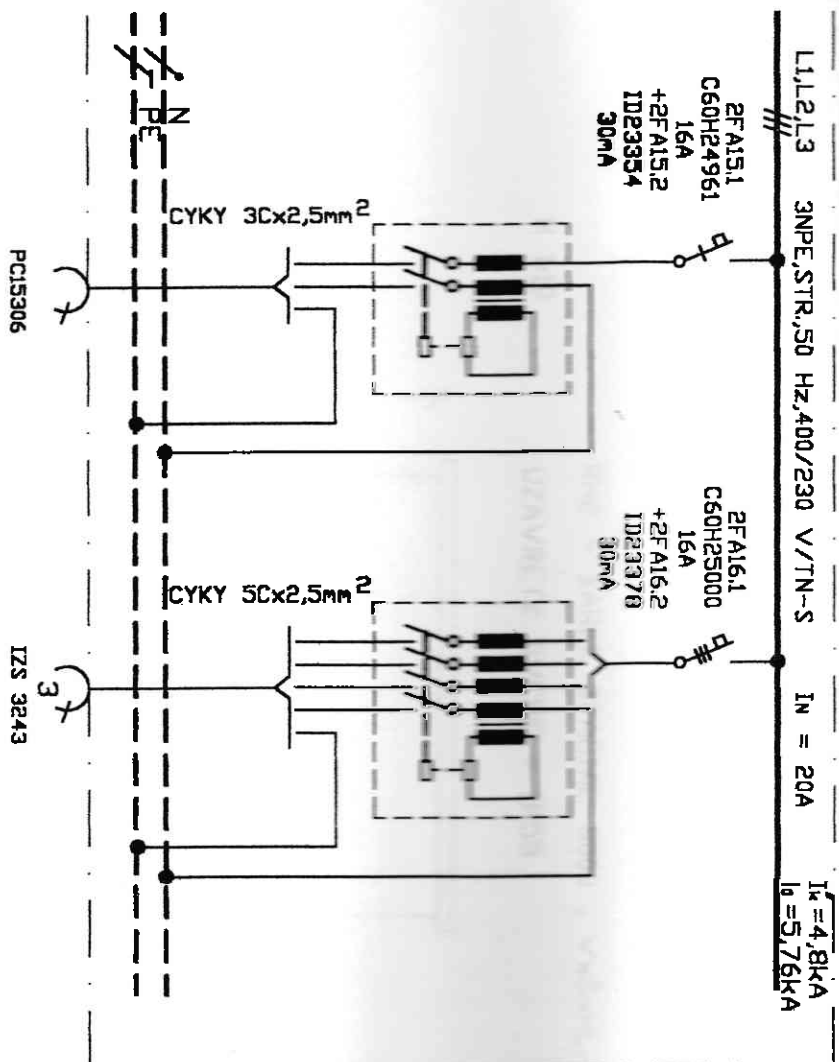 L1,L2,L3 3NPE,STR.,50 Hz,400/230 V/TN-S IN = 20A
Ik″=4,8kA
I0=5,76kA
2FA15.1
C60H24961
16A
+2FA15.2
ID23354
30mA
2FA16.1
C60H25000
16A
+2FA16.2
ID23378
30mA
CYKY 3Cx2,5mm²
CYKY 5Cx2,5mm²
N
PE
3
PC15306
IZS 3243